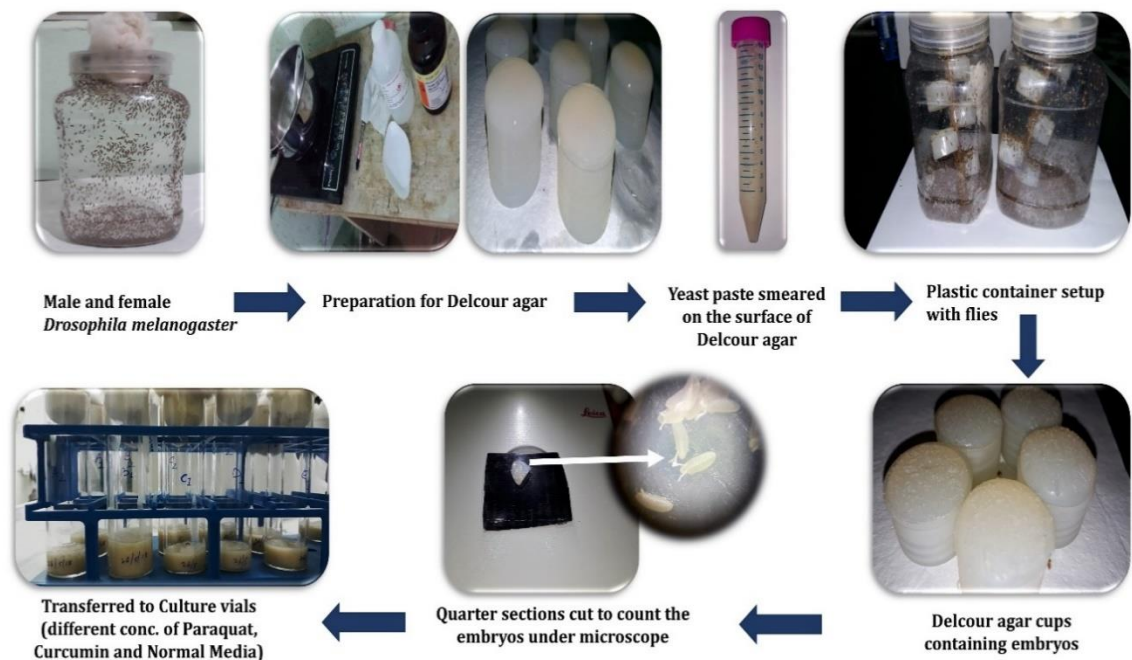 Male and female
Drosophila melanogaster
Preparation for Delcour agar
Yeast paste smeared
on the surface of
Delcour agar
Plastic container setup
with flies
Delcour agar cups
containing embryos
Leica
Quarter sections cut to count the
embryos under microscope
C1
Transferred to Culture vials
(different conc. of Paraquat,
Curcumin and Normal Media)